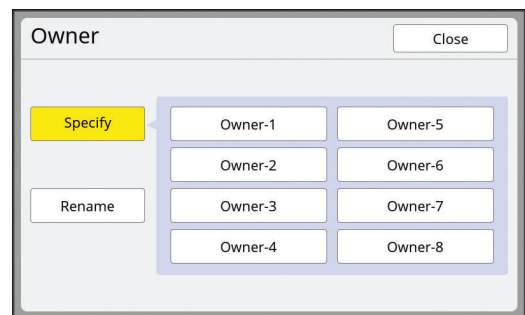 Owner
Close
Specify
Owner-1
Owner-5
Owner-2
Owner-6
Rename
Owner-3
Owner-7
Owner-4
Owner-8